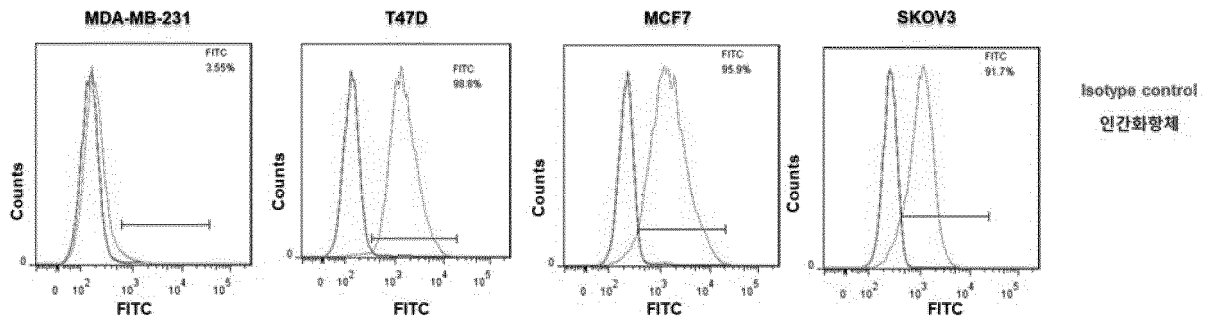 MDA-MB-231
T47D
MCF7
SKOV3
FITC
3.55%
FITC
98.8%
FITC
95.9%
FITC
91.7%
Isotype control
인간화항체
Counts
Counts
Counts
Counts
0
0
0
0
0 10² 10³ 10⁴ 10⁵
0 10² 10³ 10⁴ 10⁵
0 10² 10³ 10⁴ 10⁵
0 10² 10³ 10⁴ 10⁵
FITC
FITC
FITC
FITC